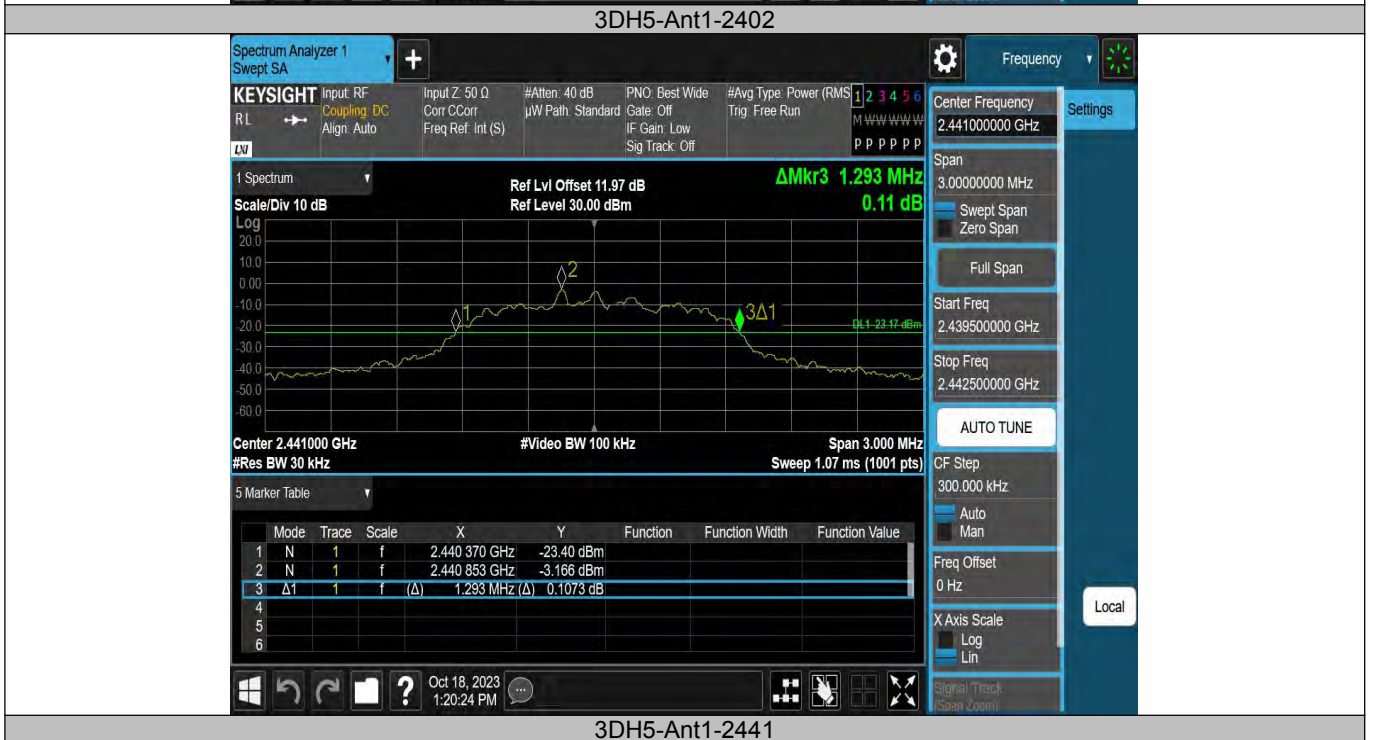 3DH5-Ant1-2402
Spectrum Analyzer 1
Swept SA
+
Frequency
KEYSIGHT
RL
LXI
Input: RF
Coupling: DC
Align: Auto
Input Z: 50 Ω
Corr CCorr
Freq Ref: Int (S)
#Atten: 40 dB
µW Path: Standard
PNO: Best Wide
Gate: Off
IF Gain: Low
Sig Track: Off
#Avg Type: Power (RMS
Trig: Free Run
1 2 3 4 5 6
M W W W W W
P P P P P P
Center Frequency
2.441000000 GHz
Settings
Span
3.00000000 MHz
Swept Span
Zero Span
Full Span
Start Freq
2.439500000 GHz
Stop Freq
2.442500000 GHz
AUTO TUNE
CF Step
300.000 kHz
Auto
Man
Freq Offset
0 Hz
X Axis Scale
Log
Lin
Signal Track
(Span Zoom)
Local
1 Spectrum
Scale/Div 10 dB
Ref Lvl Offset 11.97 dB
Ref Level 30.00 dBm
ΔMkr3 1.293 MHz
0.11 dB
Log
20.0
10.0
0.00
-10.0
-20.0
-30.0
-40.0
-50.0
-60.0
1
2
3Δ1
DL1 -23.17 dBm
Center 2.441000 GHz
#Video BW 100 kHz
Span 3.000 MHz
#Res BW 30 kHz
Sweep 1.07 ms (1001 pts)
5 Marker Table
Mode Trace Scale X Y Function Function Width Function Value
1 N 1 f 2.440 370 GHz -23.40 dBm
2 N 1 f 2.440 853 GHz -3.166 dBm
3 Δ1 1 f (Δ) 1.293 MHz (Δ) 0.1073 dB
4
5
6
?
Oct 18, 2023
1:20:24 PM
3DH5-Ant1-2441